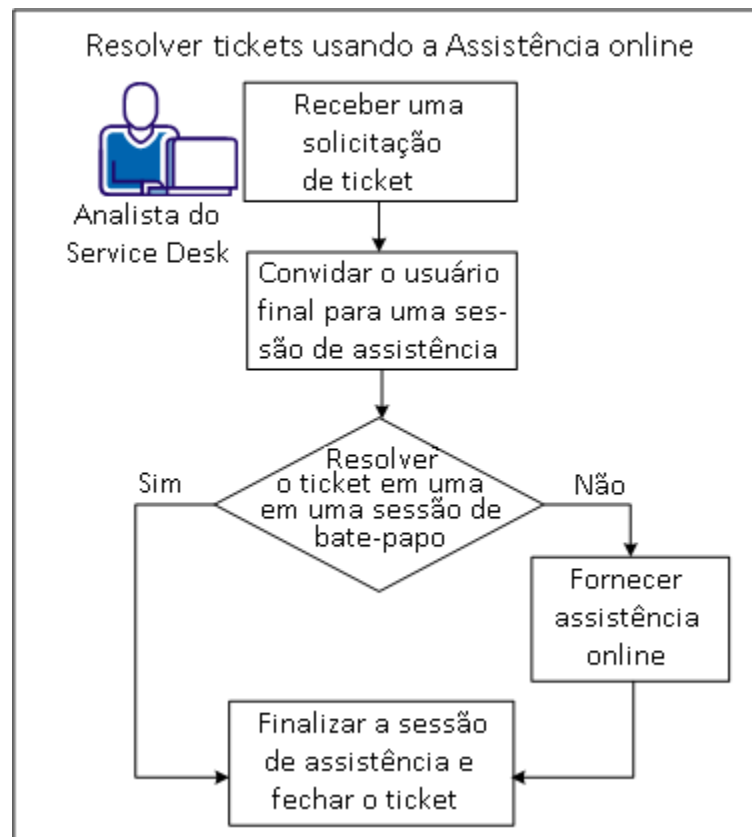 Resolver tickets usando a Assistência online
Receber uma
solicitação
de ticket
Analista do
Service Desk
Convidar o usuário
final para uma ses-
são de assistência
Resolver
o ticket em uma
em uma sessão de
bate-papo
Sim
Não
Fornecer
assistência
online
Finalizar a sessão
de assistência e
fechar o ticket